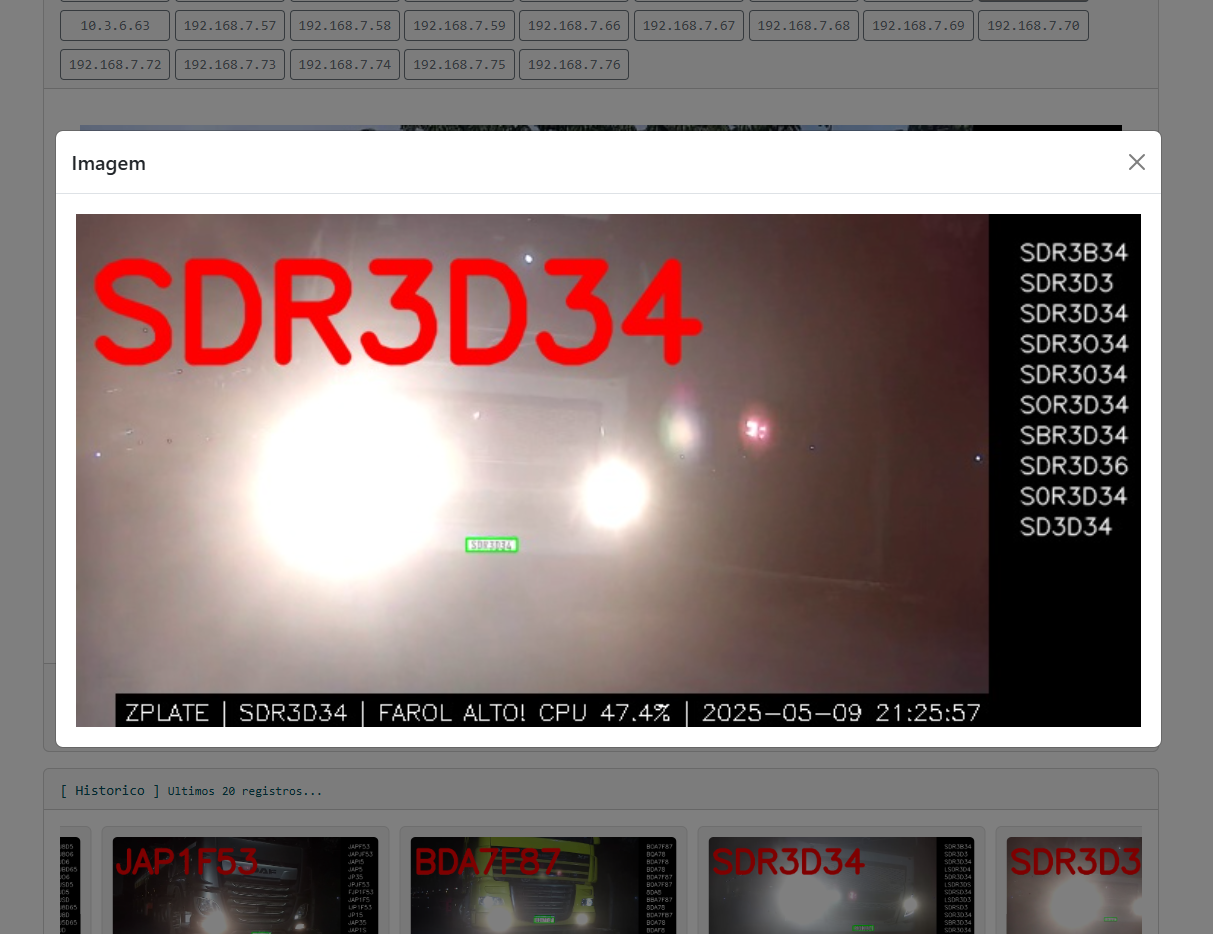 10.3.6.63 192.168.7.57 192.168.7.58 192.168.7.59 192.168.7.66 192.168.7.67 192.168.7.68 192.168.7.69 192.168.7.70
192.168.7.72 192.168.7.73 192.168.7.74 192.168.7.75 192.168.7.76
Imagem
SDR3D34
SDR3B34
SDR3D3
SDR3D34
SDR3O34
SDR3034
SOR3D34
SBR3D34
SDR3D36
S0R3D34
SD3D34
SDR3D34
ZPLATE | SDR3D34 | FAROL ALTO! CPU 47.4% | 2025-05-09 21:25:57
[ Historico ] Ultimos 20 registros...
JAP1F53
BDA7F87
SDR3D34
SDR3D3